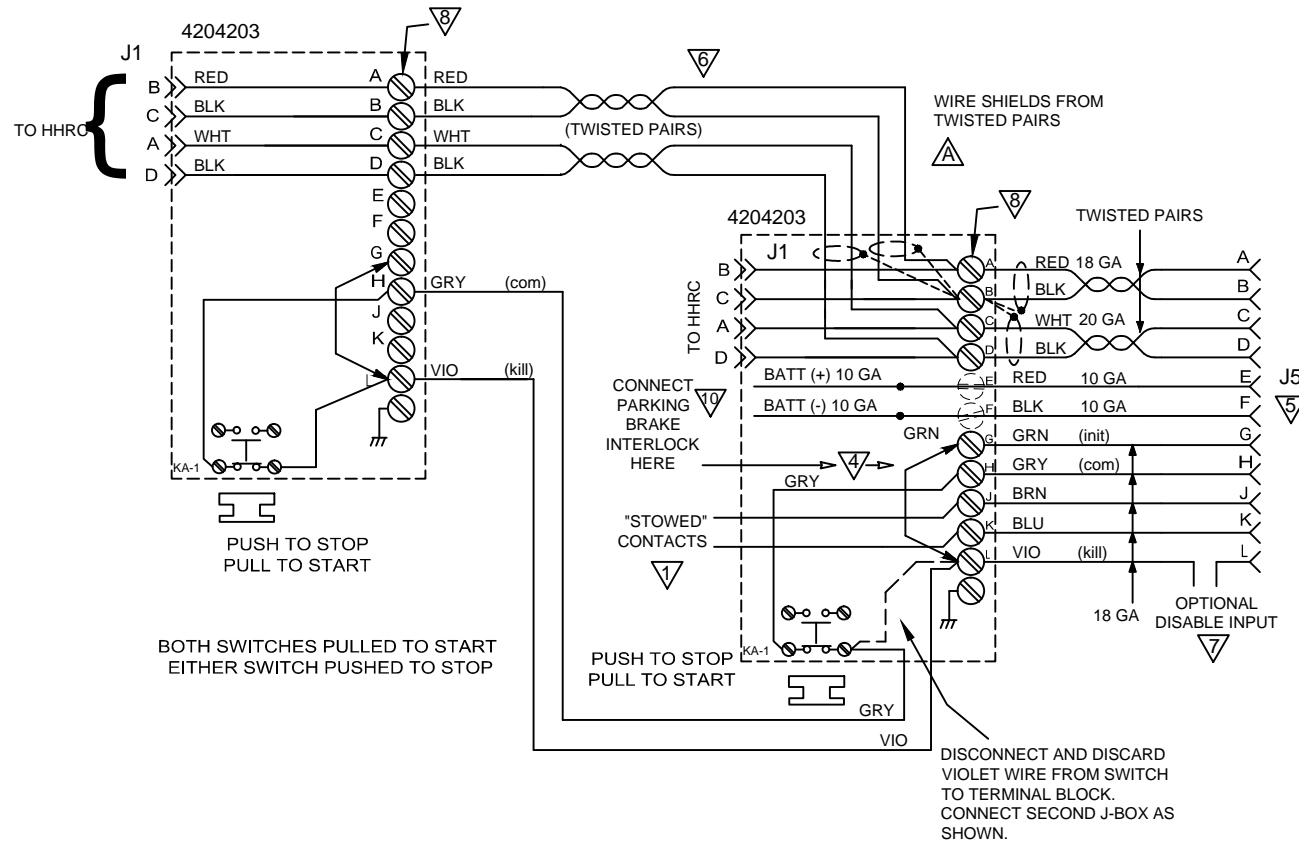 4204203
8
J1
TO HHRC
B RED A RED
C BLK B BLK
A WHT C WHT
D BLK D BLK
E
F
G
H GRY (com)
J
K
L VIO (kill)
KA-1
PUSH TO STOP
PULL TO START
BOTH SWITCHES PULLED TO START
EITHER SWITCH PUSHED TO STOP
6
(TWISTED PAIRS)
WIRE SHIELDS FROM
TWISTED PAIRS
A
4204203
8
TWISTED PAIRS
J1
TO HHRC
B A RED 18 GA A
C B BLK B
A C WHT 20 GA C
D D BLK D
BATT (+) 10 GA E RED 10 GA E
BATT (-) 10 GA F BLK 10 GA F
J5
5
CONNECT
PARKING
BRAKE
INTERLOCK
HERE
10
4
GRN G GRN (init) G
GRY H GRY (com) H
J BRN J
K BLU K
L VIO (kill) L
"STOWED"
CONTACTS
1
18 GA
OPTIONAL
DISABLE INPUT
7
KA-1
PUSH TO STOP
PULL TO START
GRY
VIO
DISCONNECT AND DISCARD
VIOLET WIRE FROM SWITCH
TO TERMINAL BLOCK.
CONNECT SECOND J-BOX AS
SHOWN.